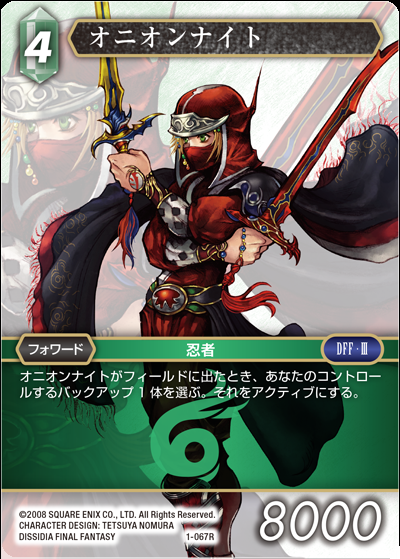 4
オニオンナイト
フォワード
忍者
DFF・III
オニオンナイトがフィールドに出たとき、あなたのコントロー
ルするバックアップ 1 体を選ぶ。それをアクティブにする。
©2008 SQUARE ENIX CO., LTD. All Rights Reserved.
CHARACTER DESIGN: TETSUYA NOMURA
DISSIDIA FINAL FANTASY
1-067R
8000